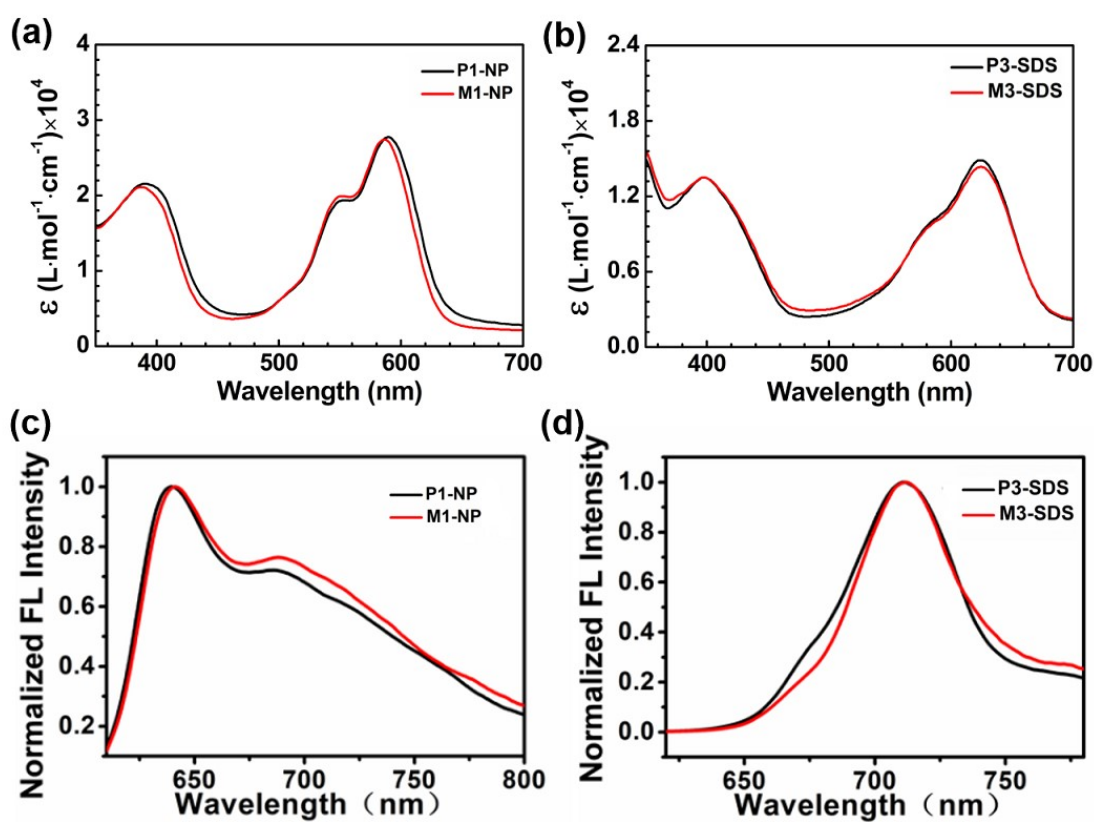 (a)
ε (L·mol⁻¹·cm⁻¹)×10⁴
4
3
2
1
0
P1-NP
M1-NP
400 500 600 700
Wavelength (nm)
(b)
ε (L·mol⁻¹·cm⁻¹)×10⁴
2.4
1.8
1.2
0.6
0.0
P3-SDS
M3-SDS
400 500 600 700
Wavelength (nm)
(c)
Normalized FL Intensity
1.0
0.8
0.6
0.4
0.2
P1-NP
M1-NP
650 700 750 800
Wavelength（nm）
(d)
Normalized FL Intensity
1.0
0.8
0.6
0.4
0.2
0.0
P3-SDS
M3-SDS
650 700 750
Wavelength（nm）